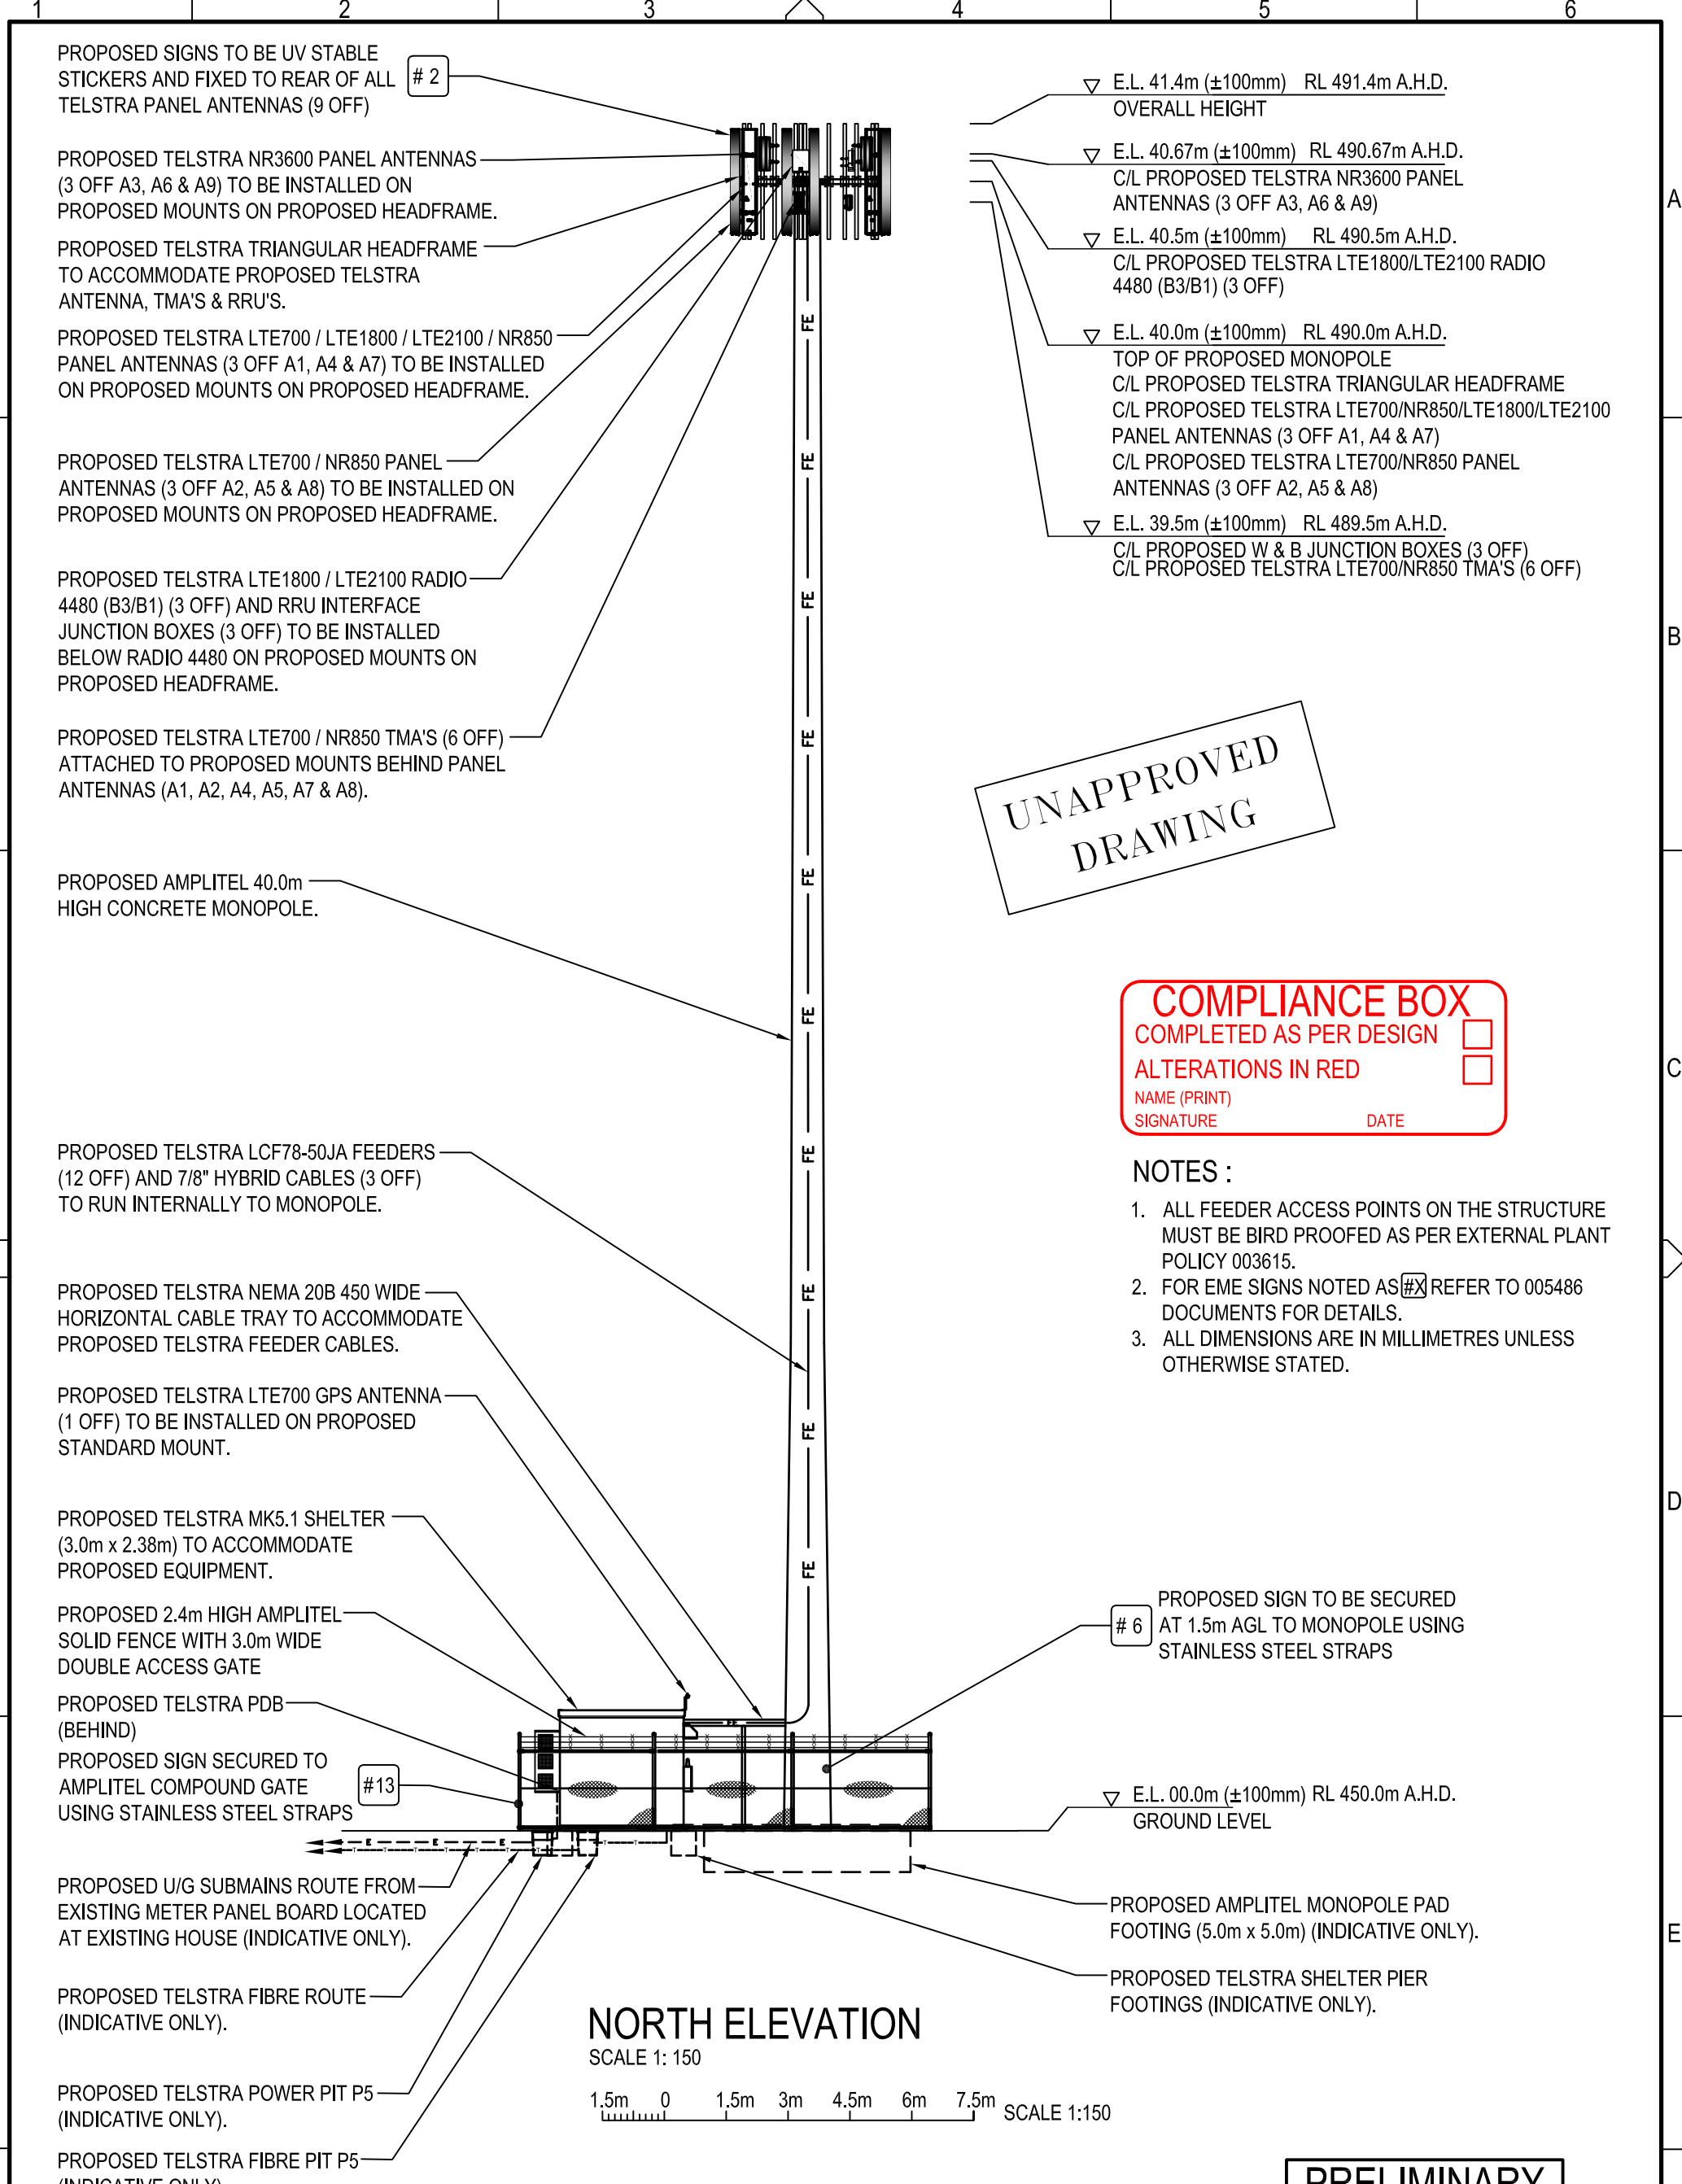 1 2 3 4 5 6
PROPOSED SIGNS TO BE UV STABLE
STICKERS AND FIXED TO REAR OF ALL
TELSTRA PANEL ANTENNAS (9 OFF)
# 2
PROPOSED TELSTRA NR3600 PANEL ANTENNAS
(3 OFF A3, A6 & A9) TO BE INSTALLED ON
PROPOSED MOUNTS ON PROPOSED HEADFRAME.
PROPOSED TELSTRA TRIANGULAR HEADFRAME
TO ACCOMMODATE PROPOSED TELSTRA
ANTENNA, TMA'S & RRU'S.
PROPOSED TELSTRA LTE700 / LTE1800 / LTE2100 / NR850
PANEL ANTENNAS (3 OFF A1, A4 & A7) TO BE INSTALLED
ON PROPOSED MOUNTS ON PROPOSED HEADFRAME.
PROPOSED TELSTRA LTE700 / NR850 PANEL
ANTENNAS (3 OFF A2, A5 & A8) TO BE INSTALLED ON
PROPOSED MOUNTS ON PROPOSED HEADFRAME.
PROPOSED TELSTRA LTE1800 / LTE2100 RADIO
4480 (B3/B1) (3 OFF) AND RRU INTERFACE
JUNCTION BOXES (3 OFF) TO BE INSTALLED
BELOW RADIO 4480 ON PROPOSED MOUNTS ON
PROPOSED HEADFRAME.
PROPOSED TELSTRA LTE700 / NR850 TMA'S (6 OFF)
ATTACHED TO PROPOSED MOUNTS BEHIND PANEL
ANTENNAS (A1, A2, A4, A5, A7 & A8).
PROPOSED AMPLITEL 40.0m
HIGH CONCRETE MONOPOLE.
PROPOSED TELSTRA LCF78-50JA FEEDERS
(12 OFF) AND 7/8" HYBRID CABLES (3 OFF)
TO RUN INTERNALLY TO MONOPOLE.
PROPOSED TELSTRA NEMA 20B 450 WIDE
HORIZONTAL CABLE TRAY TO ACCOMMODATE
PROPOSED TELSTRA FEEDER CABLES.
PROPOSED TELSTRA LTE700 GPS ANTENNA
(1 OFF) TO BE INSTALLED ON PROPOSED
STANDARD MOUNT.
PROPOSED TELSTRA MK5.1 SHELTER
(3.0m x 2.38m) TO ACCOMMODATE
PROPOSED EQUIPMENT.
PROPOSED 2.4m HIGH AMPLITEL
SOLID FENCE WITH 3.0m WIDE
DOUBLE ACCESS GATE
PROPOSED TELSTRA PDB
(BEHIND)
PROPOSED SIGN SECURED TO
AMPLITEL COMPOUND GATE
USING STAINLESS STEEL STRAPS
#13
PROPOSED U/G SUBMAINS ROUTE FROM
EXISTING METER PANEL BOARD LOCATED
AT EXISTING HOUSE (INDICATIVE ONLY).
PROPOSED TELSTRA FIBRE ROUTE
(INDICATIVE ONLY).
PROPOSED TELSTRA POWER PIT P5
(INDICATIVE ONLY).
PROPOSED TELSTRA FIBRE PIT P5
(INDICATIVE ONLY).
FE
FE
FE
FE
FE
FE
FE
FE
FE
FE
FE
E E E
T T T T T T
E.L. 41.4m (±100mm) RL 491.4m A.H.D.
OVERALL HEIGHT
E.L. 40.67m (±100mm) RL 490.67m A.H.D.
C/L PROPOSED TELSTRA NR3600 PANEL
ANTENNAS (3 OFF A3, A6 & A9)
E.L. 40.5m (±100mm) RL 490.5m A.H.D.
C/L PROPOSED TELSTRA LTE1800/LTE2100 RADIO
4480 (B3/B1) (3 OFF)
E.L. 40.0m (±100mm) RL 490.0m A.H.D.
TOP OF PROPOSED MONOPOLE
C/L PROPOSED TELSTRA TRIANGULAR HEADFRAME
C/L PROPOSED TELSTRA LTE700/NR850/LTE1800/LTE2100
PANEL ANTENNAS (3 OFF A1, A4 & A7)
C/L PROPOSED TELSTRA LTE700/NR850 PANEL
ANTENNAS (3 OFF A2, A5 & A8)
E.L. 39.5m (±100mm) RL 489.5m A.H.D.
C/L PROPOSED W & B JUNCTION BOXES (3 OFF)
C/L PROPOSED TELSTRA LTE700/NR850 TMA'S (6 OFF)
UNAPPROVED
DRAWING
COMPLIANCE BOX
COMPLETED AS PER DESIGN
ALTERATIONS IN RED
NAME (PRINT)
SIGNATURE DATE
NOTES :
1. ALL FEEDER ACCESS POINTS ON THE STRUCTURE
MUST BE BIRD PROOFED AS PER EXTERNAL PLANT
POLICY 003615.
2. FOR EME SIGNS NOTED AS #X REFER TO 005486
DOCUMENTS FOR DETAILS.
3. ALL DIMENSIONS ARE IN MILLIMETRES UNLESS
OTHERWISE STATED.
# 6
PROPOSED SIGN TO BE SECURED
AT 1.5m AGL TO MONOPOLE USING
STAINLESS STEEL STRAPS
E.L. 00.0m (±100mm) RL 450.0m A.H.D.
GROUND LEVEL
PROPOSED AMPLITEL MONOPOLE PAD
FOOTING (5.0m x 5.0m) (INDICATIVE ONLY).
PROPOSED TELSTRA SHELTER PIER
FOOTINGS (INDICATIVE ONLY).
NORTH ELEVATION
SCALE 1: 150
1.5m 0 1.5m 3m 4.5m 6m 7.5m SCALE 1:150
PRELIMINARY
A
B
C
D
E